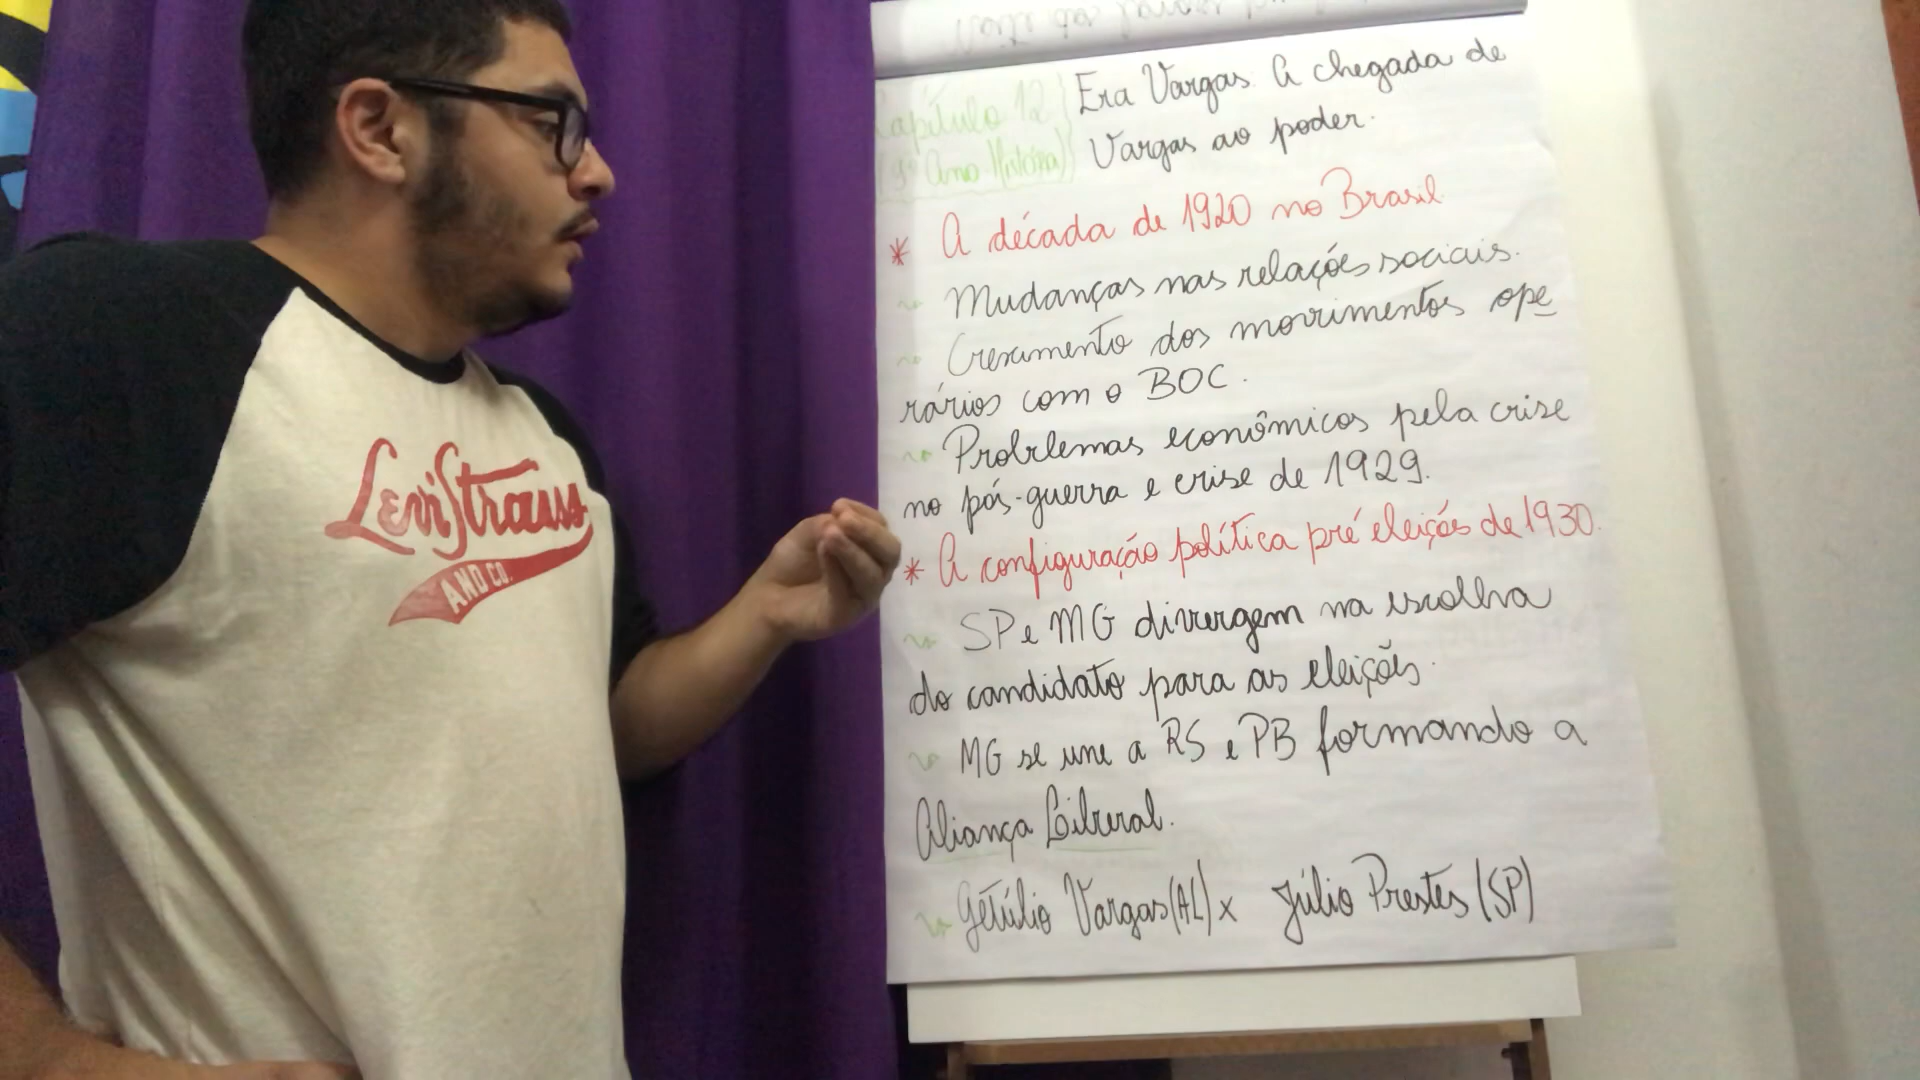 Capítulo 12 } Era Vargas. A chegada de
(9º Ano História) } Vargas ao poder.
* A década de 1920 no Brasil.
Mudanças nas relações sociais.
Crescimento dos movimentos ope
rários com o BOC.
Problemas econômicos pela crise
no pós-guerra e crise de 1929.
* A configuração política pré eleições de 1930.
SP e MG divergem na escolha
do candidato para as eleições.
MG se une a RS e PB formando a
Aliança Liberal.
Getúlio Vargas (AL) x Júlio Prestes (SP)
Levi Strauss
AND CO.